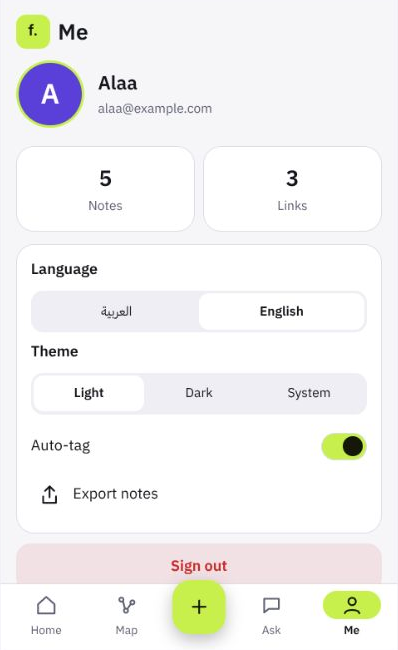 f. Me
A
Alaa
alaa@example.com
5
Notes
3
Links
Language
العربية English
Theme
Light Dark System
Auto-tag
Export notes
Sign out
+
Home Map Ask Me